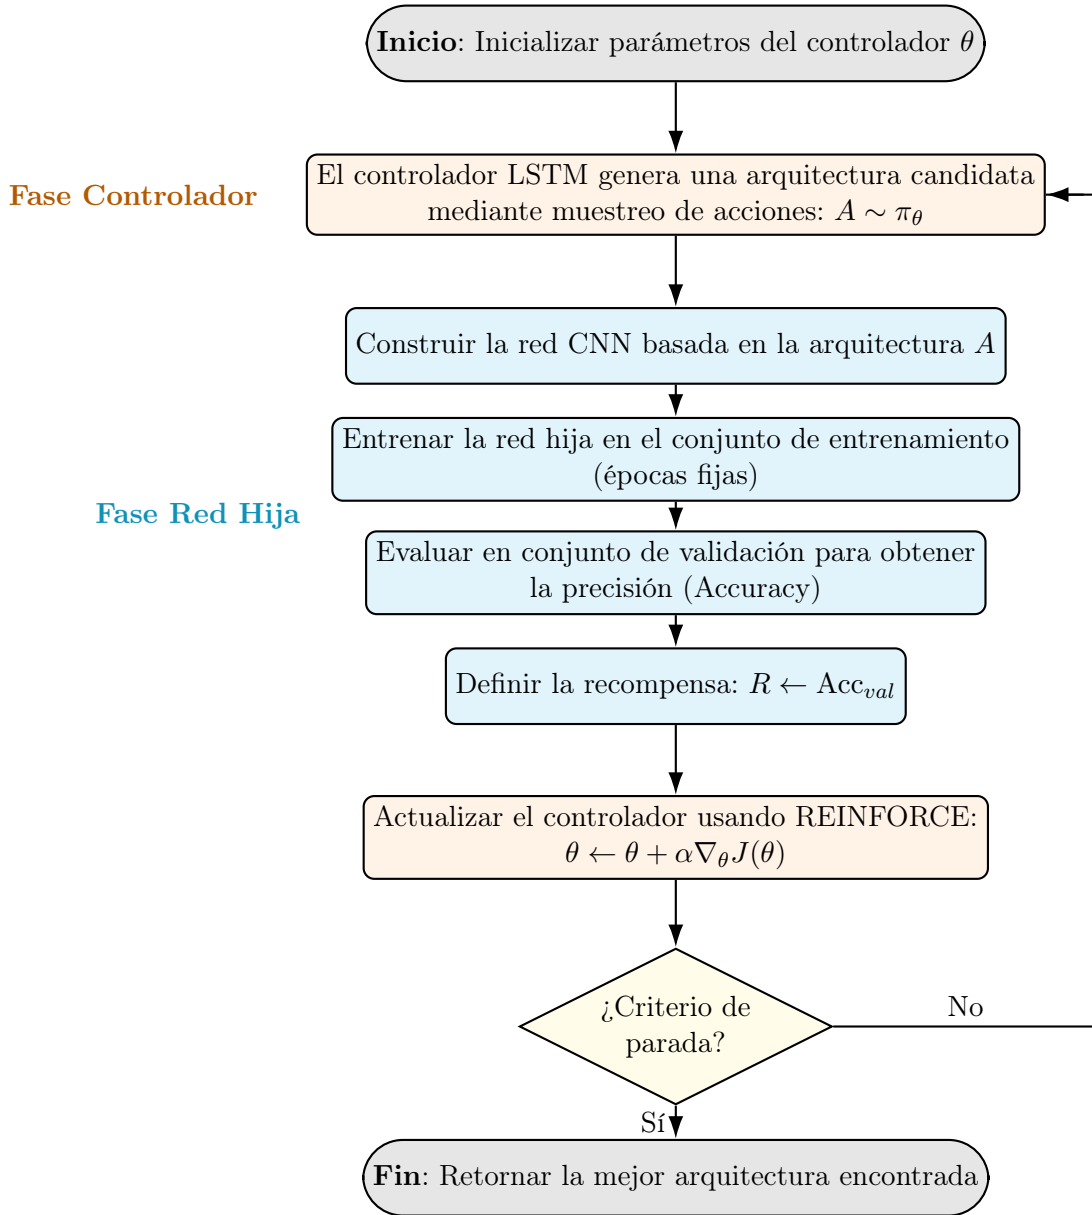 Inicio: Inicializar parámetros del controlador θ
Fase Controlador
El controlador LSTM genera una arquitectura candidata
mediante muestreo de acciones: A ∼ π_θ
Construir la red CNN basada en la arquitectura A
Entrenar la red hija en el conjunto de entrenamiento
(épocas fijas)
Fase Red Hija
Evaluar en conjunto de validación para obtener
la precisión (Accuracy)
Definir la recompensa: R ← Acc_val
Actualizar el controlador usando REINFORCE:
θ ← θ + α∇_θ J(θ)
¿Criterio de
parada?
No
Sí
Fin: Retornar la mejor arquitectura encontrada